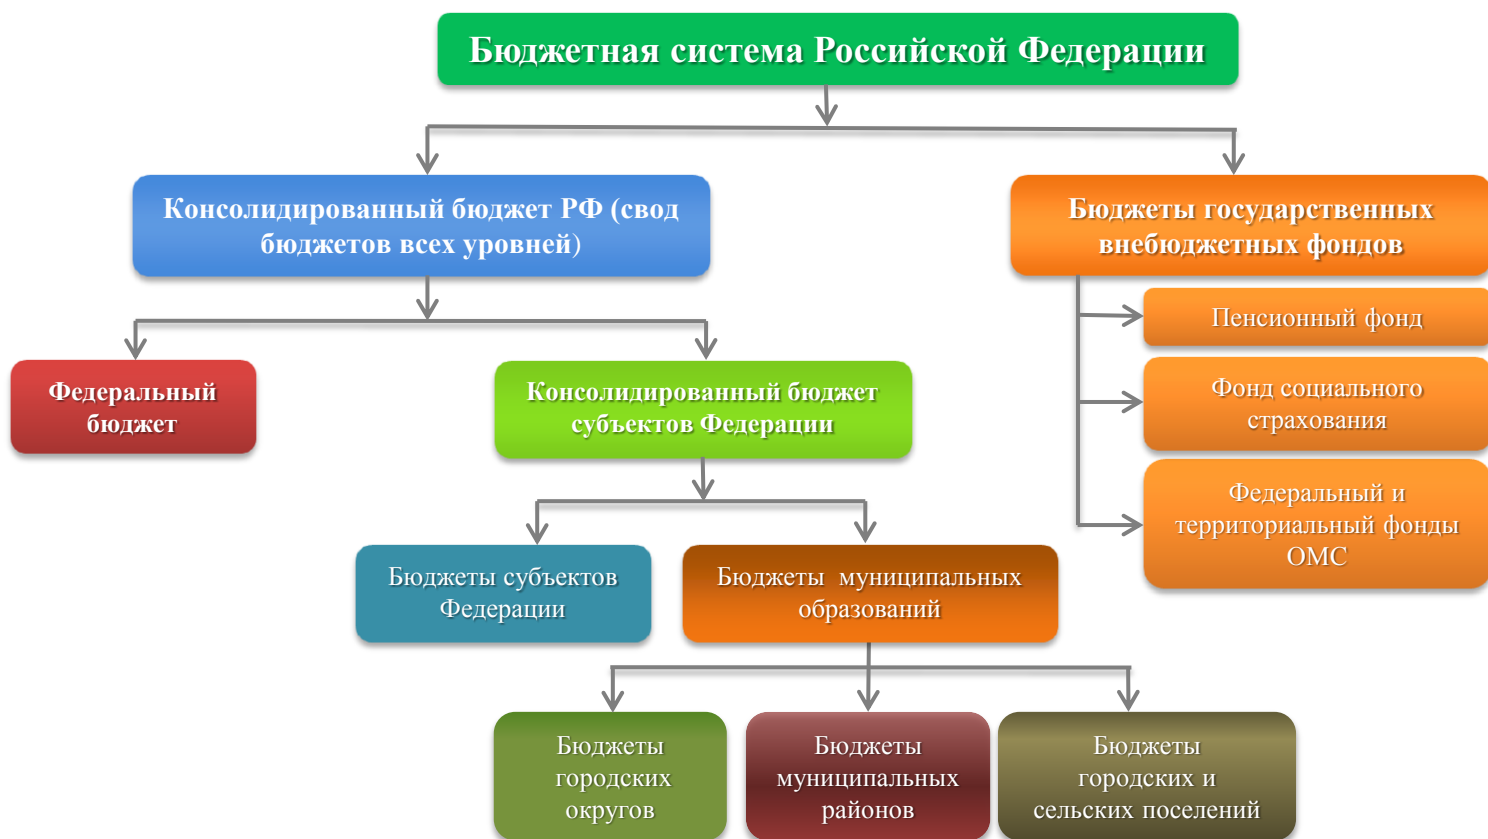 Бюджетная система Российской Федерации
Консолидированный бюджет РФ (свод
бюджетов всех уровней)
Бюджеты государственных
внебюджетных фондов
Пенсионный фонд
Фонд социального
страхования
Федеральный и
территориальный фонды
ОМС
Федеральный
бюджет
Консолидированный бюджет
субъектов Федерации
Бюджеты субъектов
Федерации
Бюджеты муниципальных
образований
Бюджеты
городских
округов
Бюджеты
муниципальных
районов
Бюджеты
городских и
сельских поселений